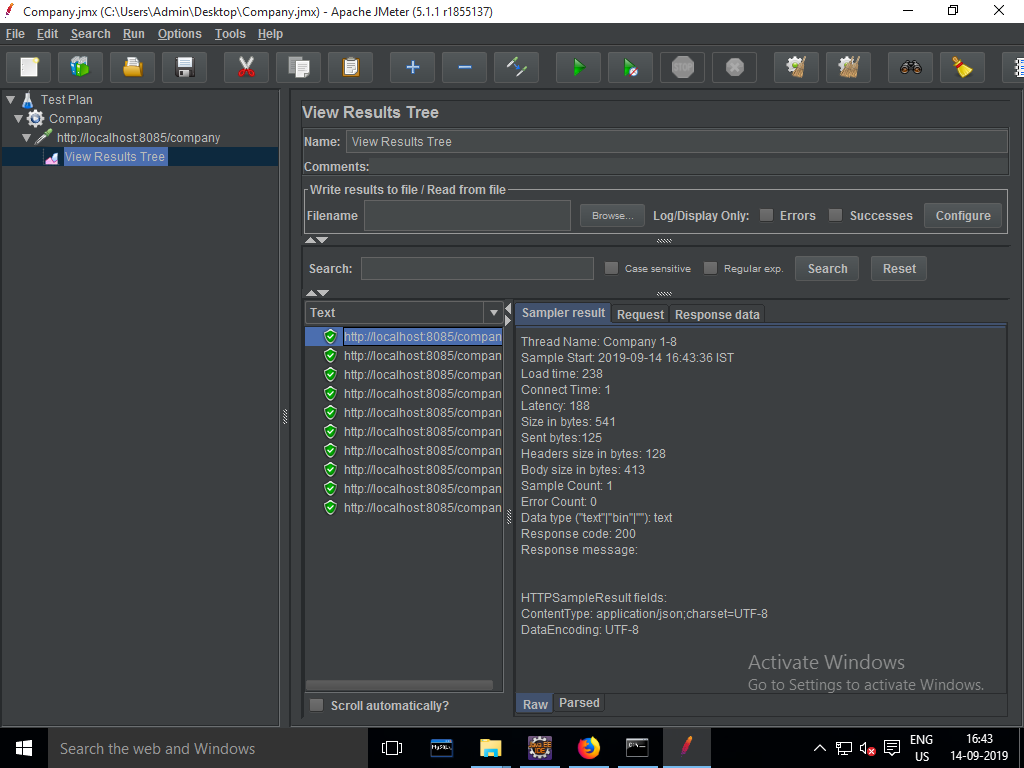 Company.jmx (C:\Users\Admin\Desktop\Company.jmx) - Apache JMeter (5.1.1 r1855137)
File Edit Search Run Options Tools Help
STOP
Test Plan
Company
http://localhost:8085/company
View Results Tree
View Results Tree
Name: View Results Tree
Comments:
Write results to file / Read from file
Filename Browse... Log/Display Only: Errors Successes Configure
Search: Case sensitive Regular exp. Search Reset
Text
http://localhost:8085/compan
http://localhost:8085/compan
http://localhost:8085/compan
http://localhost:8085/compan
http://localhost:8085/compan
http://localhost:8085/compan
http://localhost:8085/compan
http://localhost:8085/compan
http://localhost:8085/compan
http://localhost:8085/compan
Scroll automatically?
Sampler result Request Response data
Thread Name: Company 1-8
Sample Start: 2019-09-14 16:43:36 IST
Load time: 238
Connect Time: 1
Latency: 188
Size in bytes: 541
Sent bytes:125
Headers size in bytes: 128
Body size in bytes: 413
Sample Count: 1
Error Count: 0
Data type ("text"|"bin"|""): text
Response code: 200
Response message:
HTTPSampleResult fields:
ContentType: application/json;charset=UTF-8
DataEncoding: UTF-8
Raw Parsed
Activate Windows
Go to Settings to activate Windows.
Search the web and Windows
MySQL
ENG
US
16:43
14-09-2019